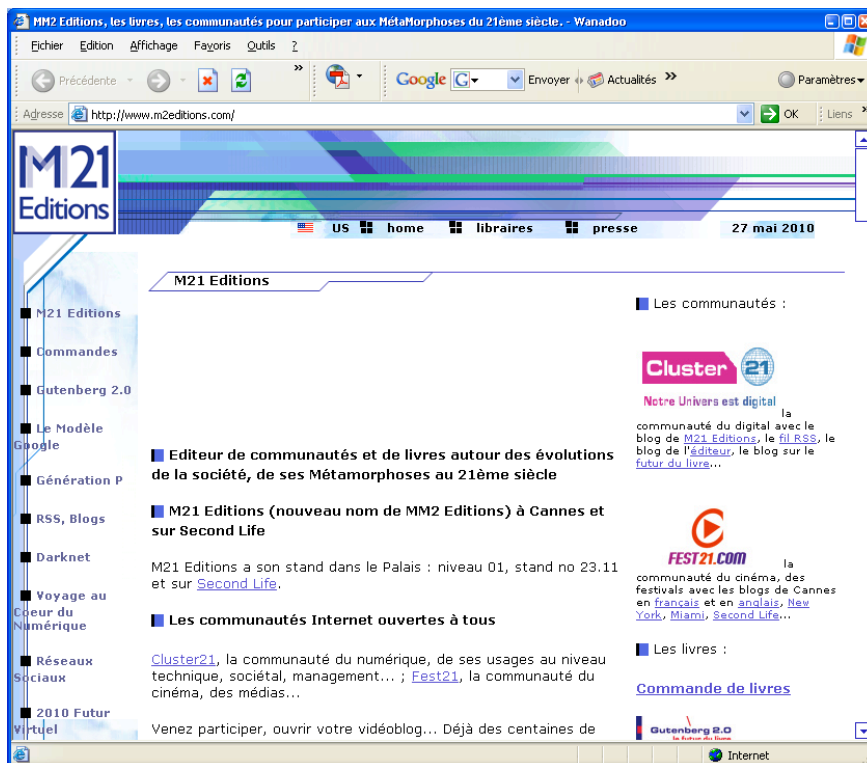 MM2 Editions, les livres, les communautés pour participer aux MétaMorphoses du 21ème siècle. - Wanadoo
Fichier Edition Affichage Favoris Outils ?
Précédente » Google G Envoyer Actualités » Paramètres
Adresse http://www.m2editions.com/ OK Liens »
M21
Editions
US home libraires presse 27 mai 2010
M21 Editions
M21 Editions
Commandes
Gutenberg 2.0
Le Modèle
Google
Génération P
RSS, Blogs
Darknet
Voyage au
Coeur du
Numérique
Réseaux
Sociaux
2010 Futur
Virtuel
Editeur de communautés et de livres autour des évolutions
de la société, de ses Métamorphoses au 21ème siècle
M21 Editions (nouveau nom de MM2 Editions) à Cannes et
sur Second Life
M21 Editions a son stand dans le Palais : niveau 01, stand no 23.11
et sur Second Life.
Les communautés Internet ouvertes à tous
Cluster21, la communauté du numérique, de ses usages au niveau
technique, sociétal, management... ; Fest21, la communauté du
cinéma, des médias...
Venez participer, ouvrir votre vidéoblog... Déjà des centaines de
Les communautés :
Cluster 21
Notre Univers est digital
la
communauté du digital avec le
blog de M21 Editions, le fil RSS, le
blog de l'éditeur, le blog sur le
futur du livre...
FEST21.COM
la
communauté du cinéma, des
festivals avec les blogs de Cannes
en français et en anglais, New
York, Miami, Second Life...
Les livres :
Commande de livres
Gutenberg 2.0
le futur du livre
Internet